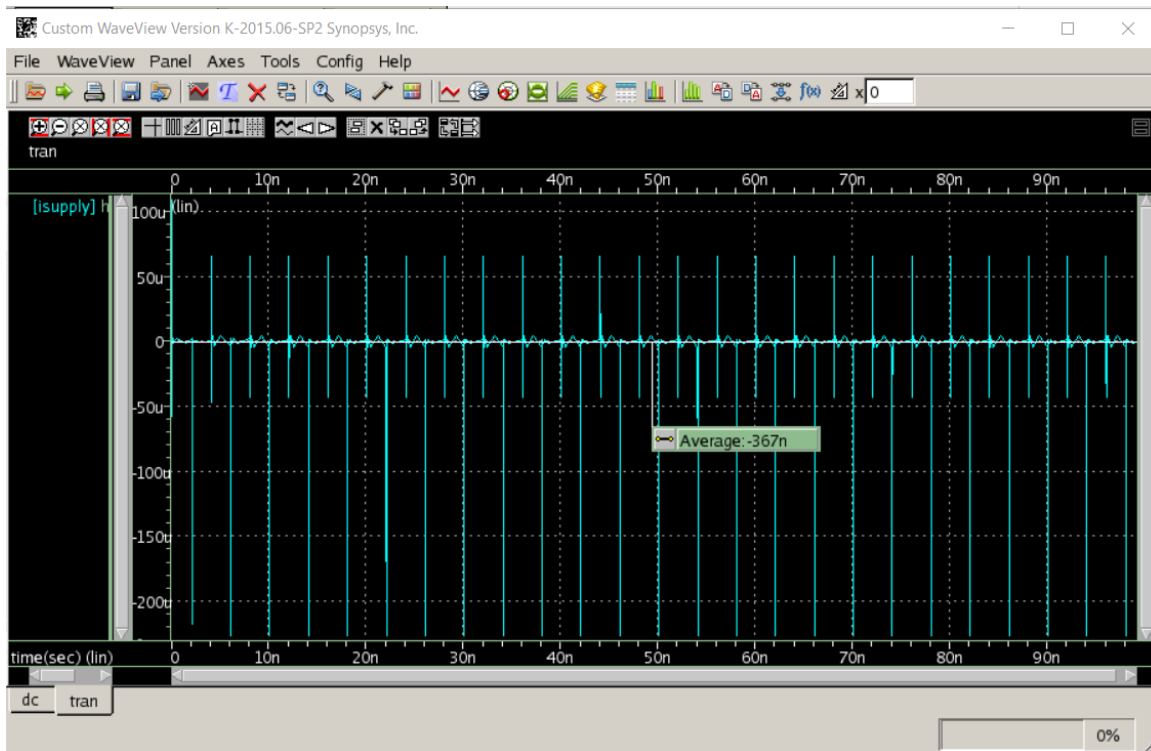 Custom WaveView Version K-2015.06-SP2 Synopsys, Inc.
File WaveView Panel Axes Tools Config Help
x 0
tran
0 10n 20n 30n 40n 50n 60n 70n 80n 90n
[isupply] h
100u (lin)
50u
0
-50u
Average:-367n
-100u
-150u
-200u
time(sec) (lin) 0 10n 20n 30n 40n 50n 60n 70n 80n 90n
dc tran
0%